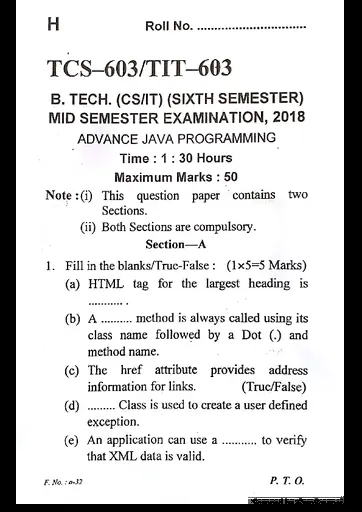 H Roll No. ..............................
TCS–603/TIT–603
B. TECH. (CS/IT) (SIXTH SEMESTER)
MID SEMESTER EXAMINATION, 2018
ADVANCE JAVA PROGRAMMING
Time : 1 : 30 Hours
Maximum Marks : 50
Note : (i) This question paper contains two
Sections.
(ii) Both Sections are compulsory.
Section—A
1. Fill in the blanks/True-False : (1×5=5 Marks)
(a) HTML tag for the largest heading is
............ .
(b) A .......... method is always called using its
class name followed by a Dot (.) and
method name.
(c) The href attribute provides address
information for links. (True/False)
(d) ......... Class is used to create a user defined
exception.
(e) An application can use a ........... to verify
that XML data is valid.
F. No. : a-32 P. T. O.